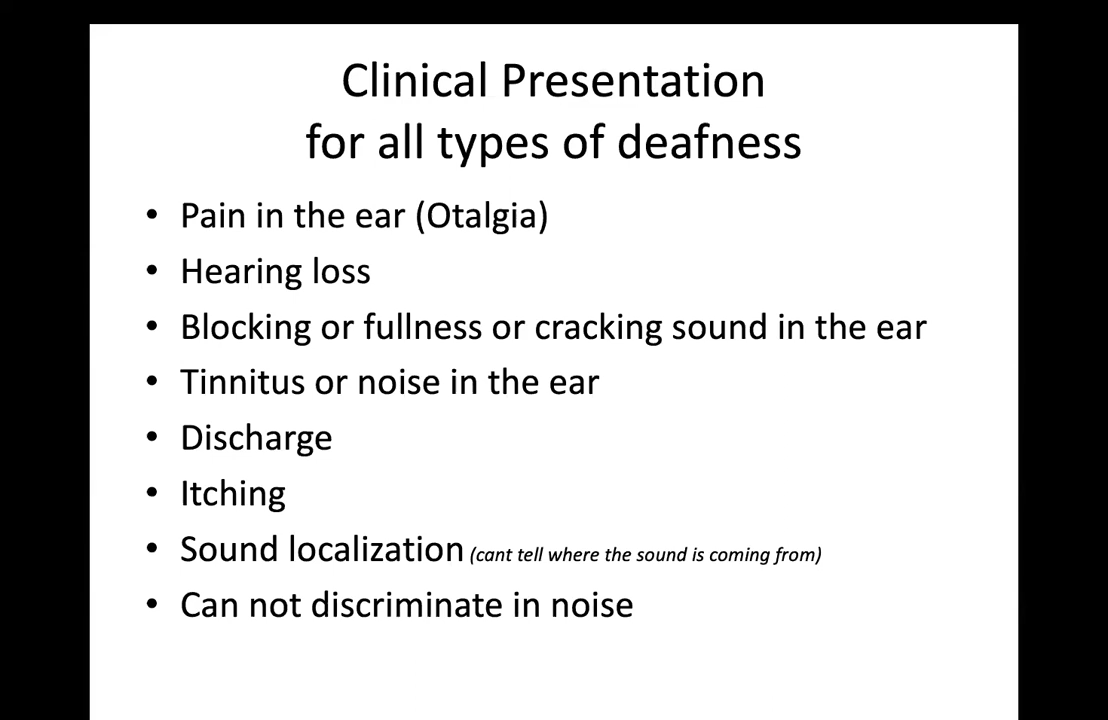 Clinical Presentation
for all types of deafness
• Pain in the ear (Otalgia)
• Hearing loss
• Blocking or fullness or cracking sound in the ear
• Tinnitus or noise in the ear
• Discharge
• Itching
• Sound localization (cant tell where the sound is coming from)
• Can not discriminate in noise